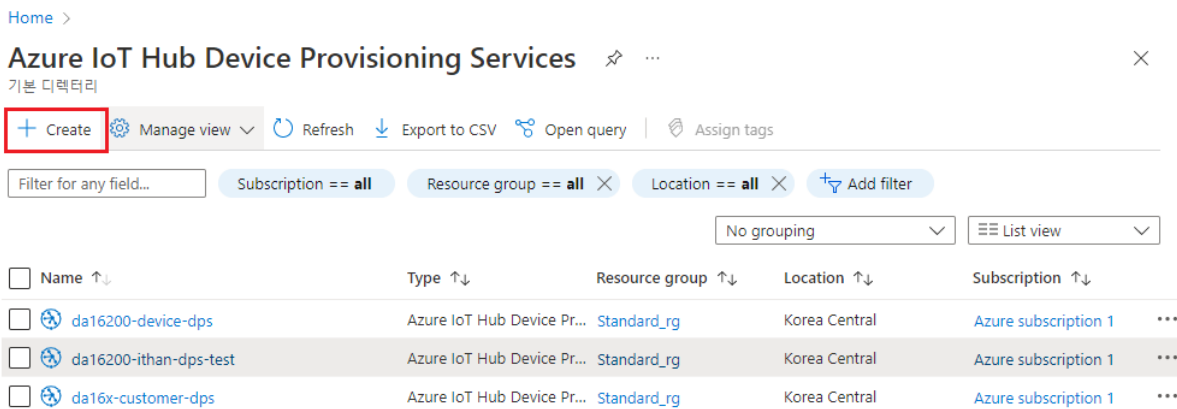 Home >
Azure IoT Hub Device Provisioning Services ...
기본 디렉터리
+ Create Manage view Refresh Export to CSV Open query Assign tags
Filter for any field... Subscription == all Resource group == all Location == all Add filter
No grouping List view
Name Type Resource group Location Subscription
da16200-device-dps Azure IoT Hub Device Pr... Standard_rg Korea Central Azure subscription 1 ...
da16200-ithan-dps-test Azure IoT Hub Device Pr... Standard_rg Korea Central Azure subscription 1 ...
da16x-customer-dps Azure IoT Hub Device Pr... Standard_rg Korea Central Azure subscription 1 ...